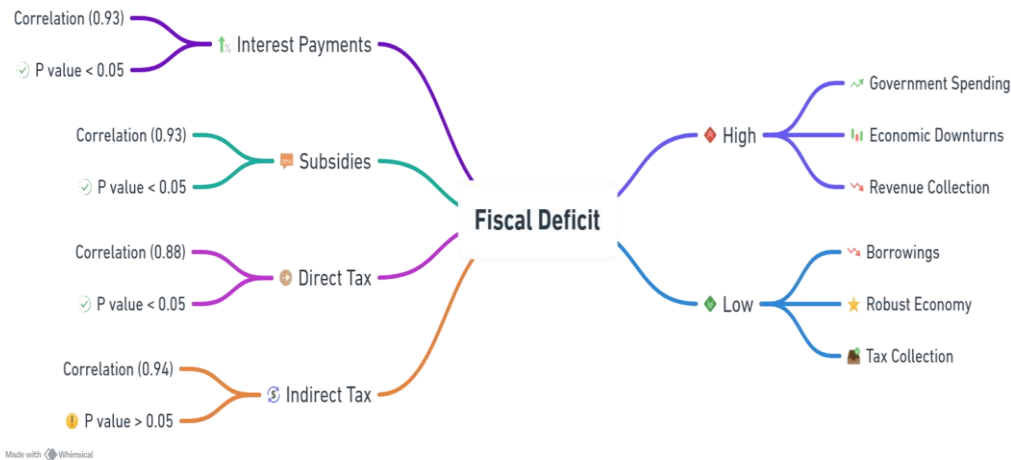 Correlation (0.93)
Interest Payments
P value < 0.05
Correlation (0.93)
Subsidies
P value < 0.05
Correlation (0.88)
Direct Tax
P value < 0.05
Correlation (0.94)
Indirect Tax
P value > 0.05
Fiscal Deficit
High
Government Spending
Economic Downturns
Revenue Collection
Low
Borrowings
Robust Economy
Tax Collection
Made with Whimsical